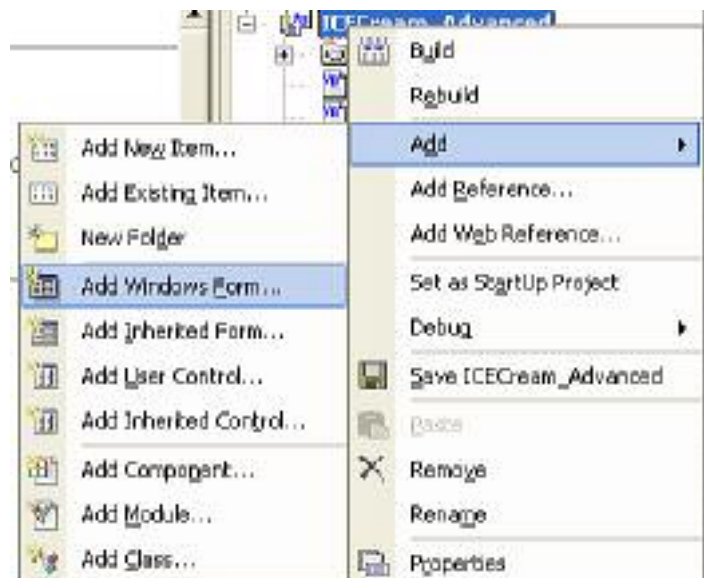 ICECream_Advanced
Build
Rebuild
Add
Add Reference...
Add Web Reference...
Set as StartUp Project
Debug
Save ICECream_Advanced
Paste
Remove
Rename
Properties
Add New Item...
Add Existing Item...
New Folder
Add Windows Form...
Add Inherited Form...
Add User Control...
Add Inherited Control...
Add Component...
Add Module...
Add Class...